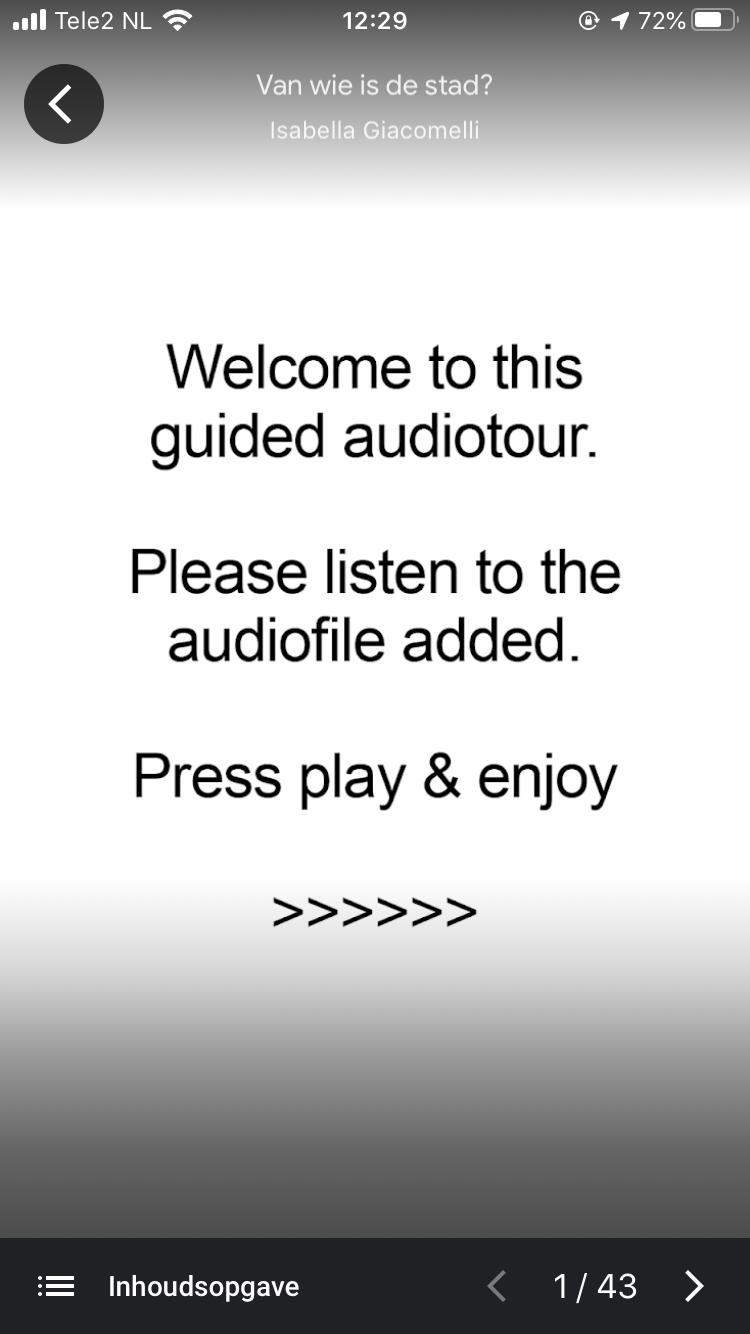 Tele2 NL 12:29 72%
Van wie is de stad?
Isabella Giacomelli
Welcome to this
guided audiotour.
Please listen to the
audiofile added.
Press play & enjoy
>>>>>>
Inhoudsopgave 1 / 43